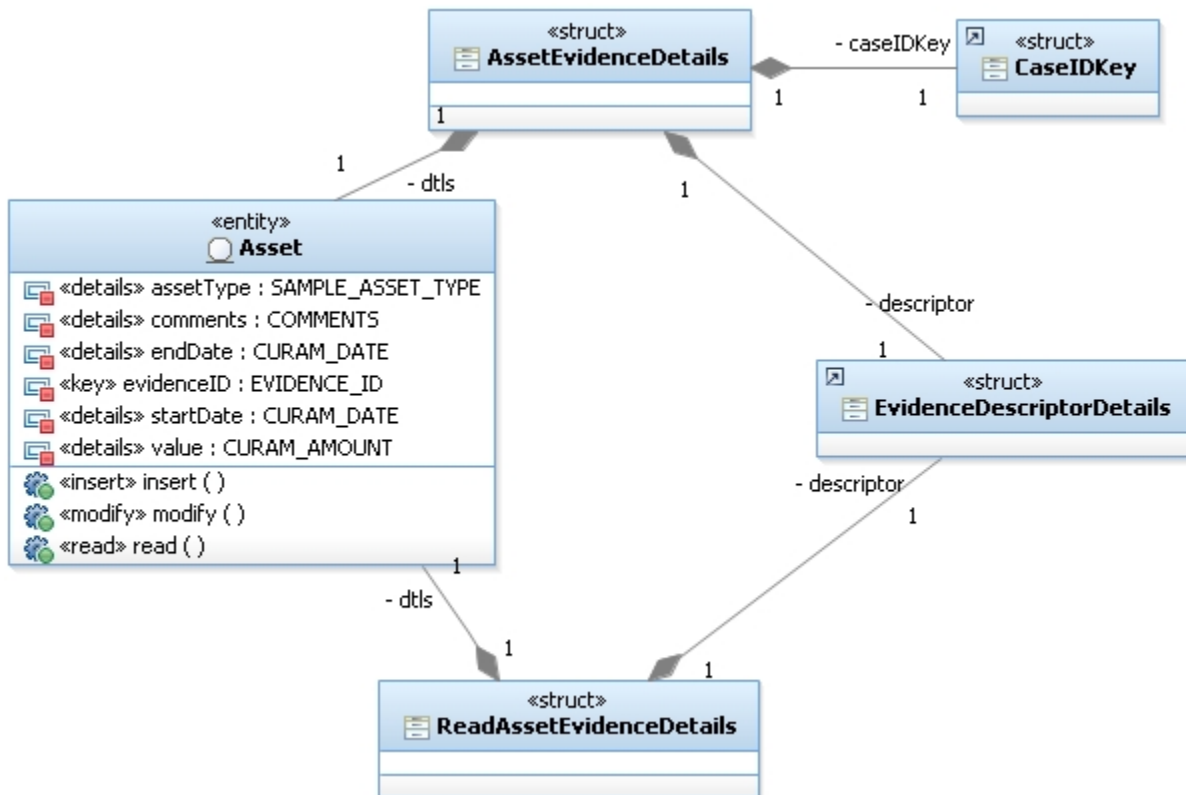 «struct»
AssetEvidenceDetails
- caseIDKey
«struct»
CaseIDKey
1
1
1
1
- dtls
1
«entity»
Asset
«details» assetType : SAMPLE_ASSET_TYPE
«details» comments : COMMENTS
«details» endDate : CURAM_DATE
«key» evidenceID : EVIDENCE_ID
«details» startDate : CURAM_DATE
«details» value : CURAM_AMOUNT
«insert» insert ( )
«modify» modify ( )
«read» read ( )
- descriptor
1
«struct»
EvidenceDescriptorDetails
- descriptor
1
1
- dtls
1
1
«struct»
ReadAssetEvidenceDetails